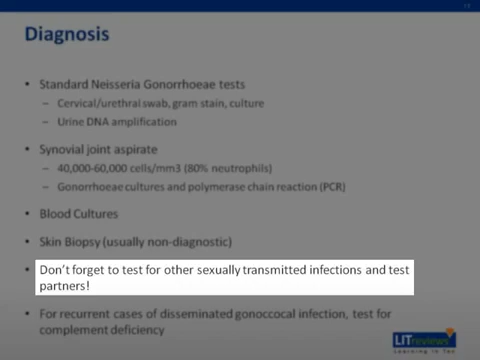 17
Diagnosis
• Standard Neisseria Gonorrhoeae tests
– Cervical/urethral swab, gram stain, culture
– Urine DNA amplification
• Synovial joint aspirate
– 40,000-60,000 cells/mm3 (80% neutrophils)
– Gonorrhoeae cultures and polymerase chain reaction (PCR)
• Blood Cultures
• Skin Biopsy (usually non-diagnostic)
• Don't forget to test for other sexually transmitted infections and test
partners!
• For recurrent cases of disseminated gonoccocal infection, test for
complement deficiency
LITreviews
Learning in Ten